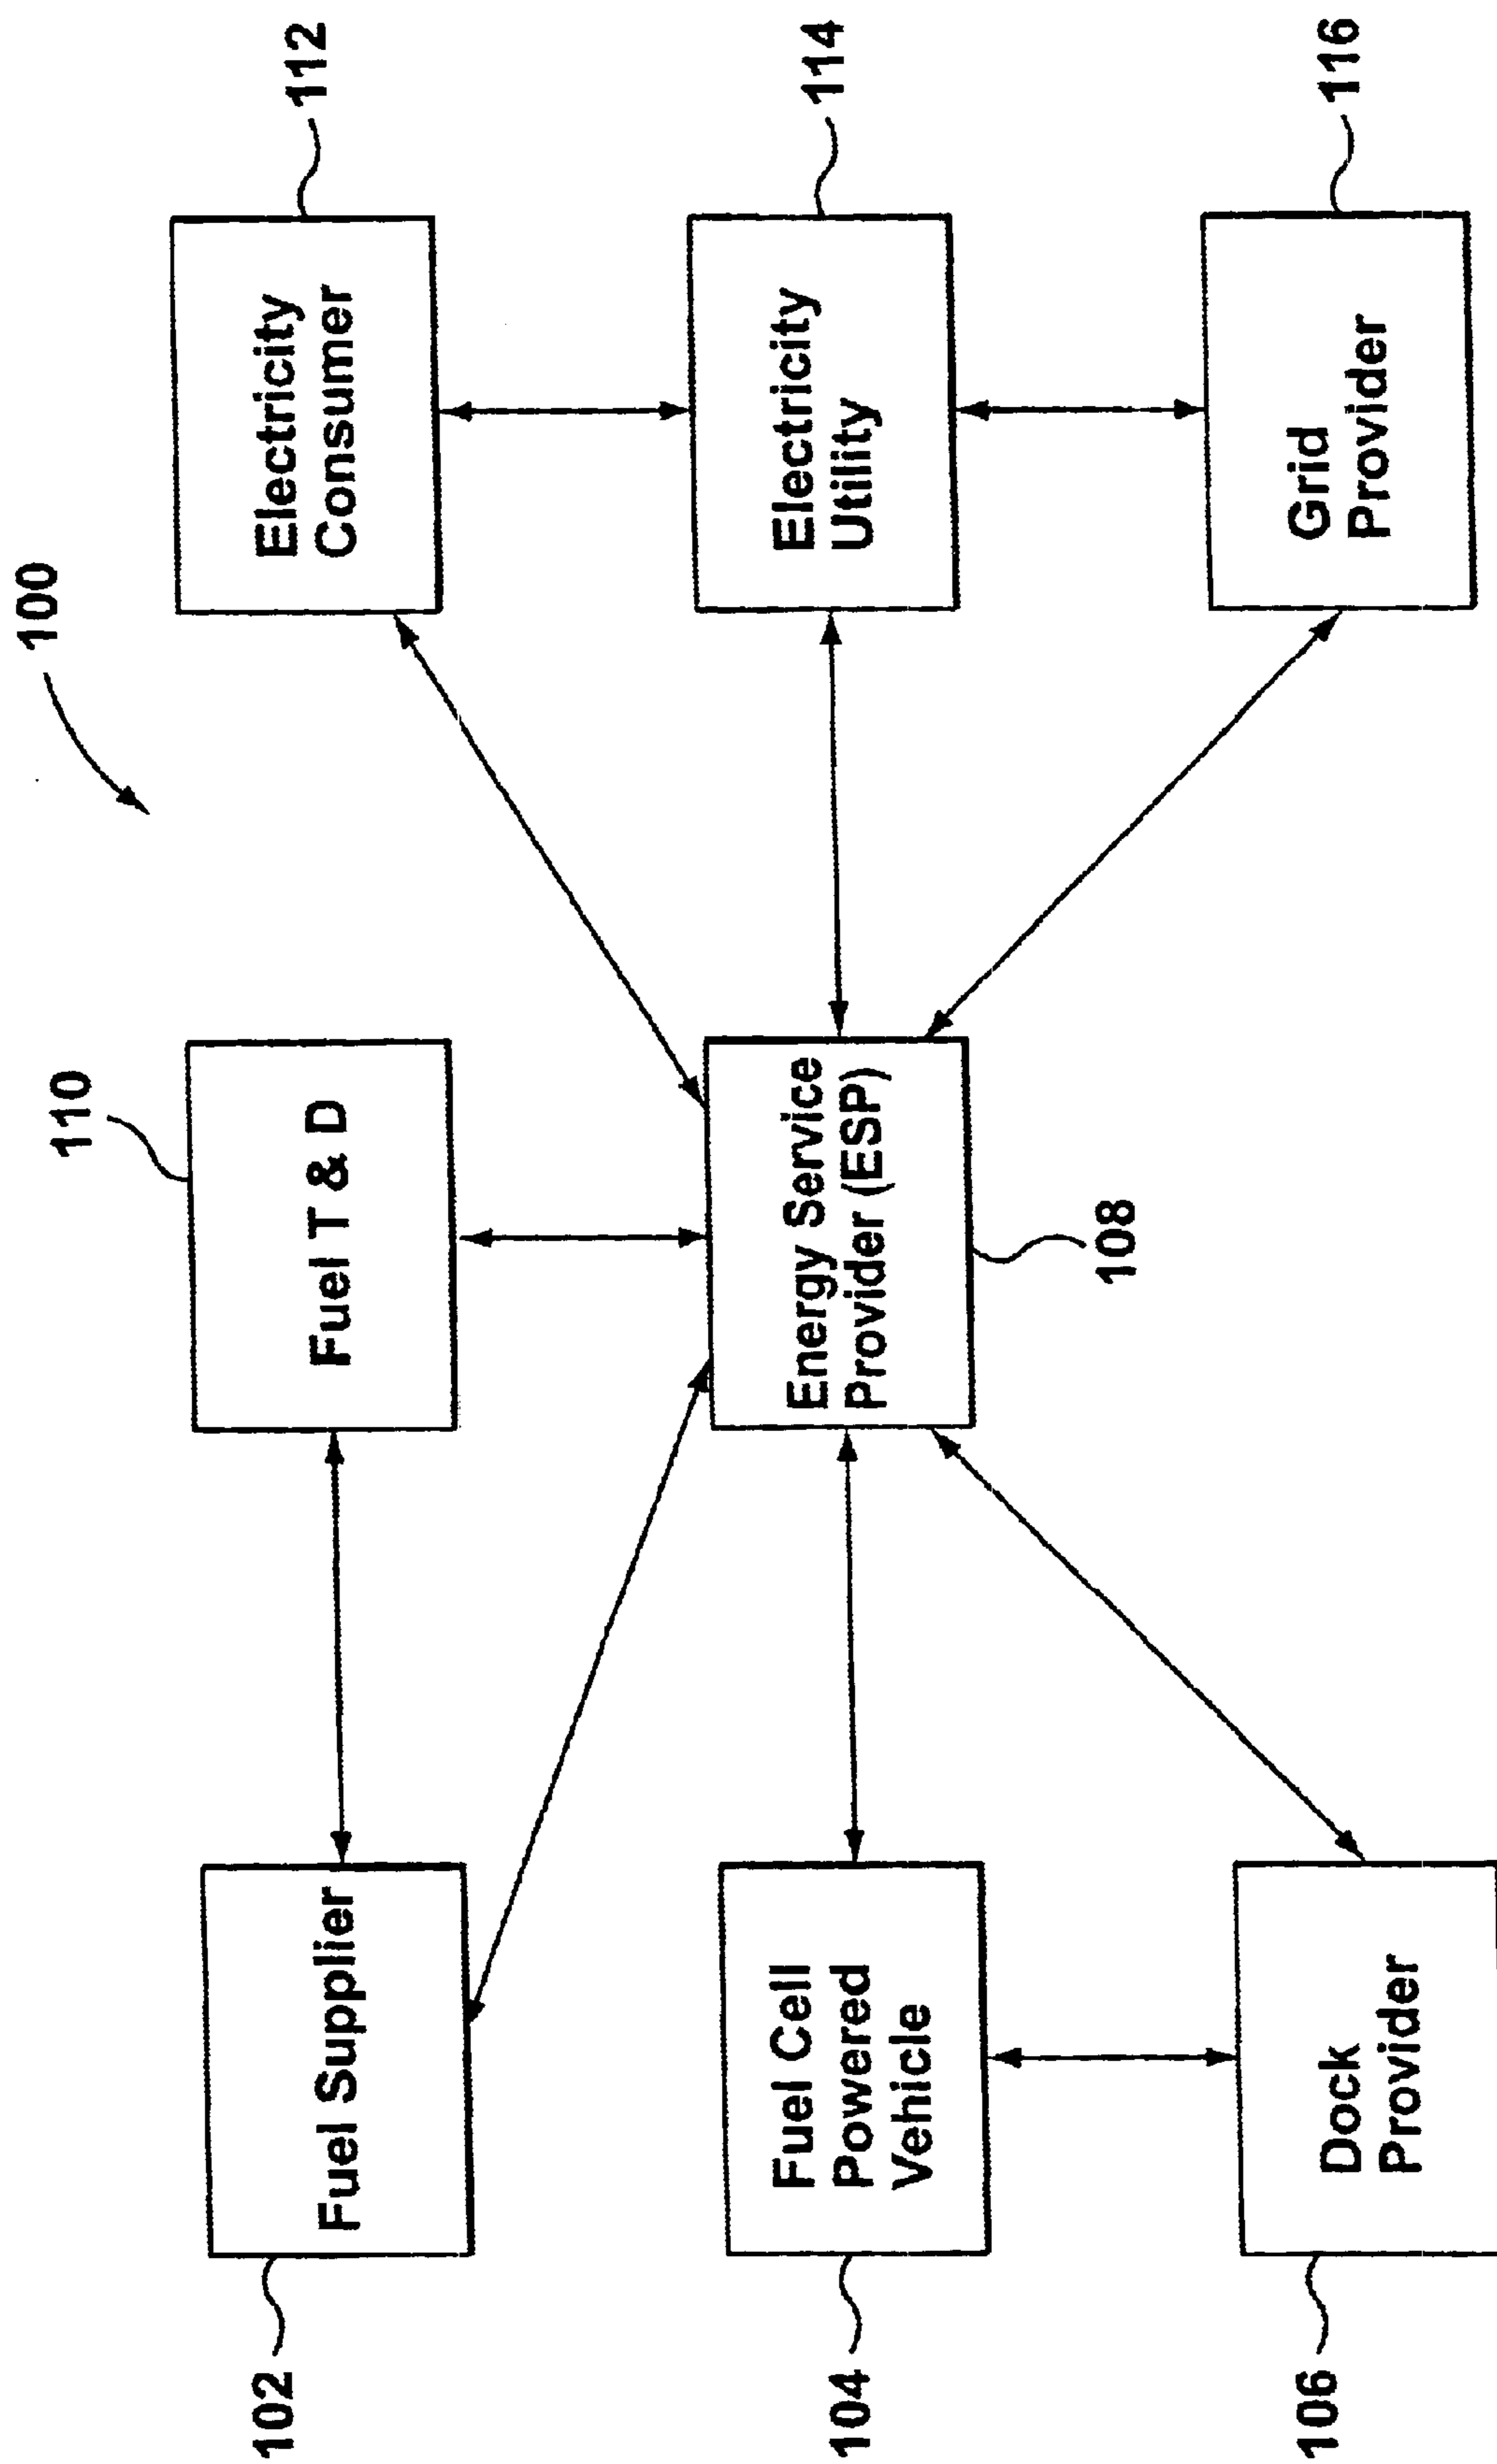 100
110
Fuel Supplier
Fuel T & D
Electricity
Consumer
102
112
Fuel Cell
Powered
Vehicle
Energy Service
Provider (ESP)
Electricity
Utility
104
114
108
Dock
Provider
Grid
Provider
106
116